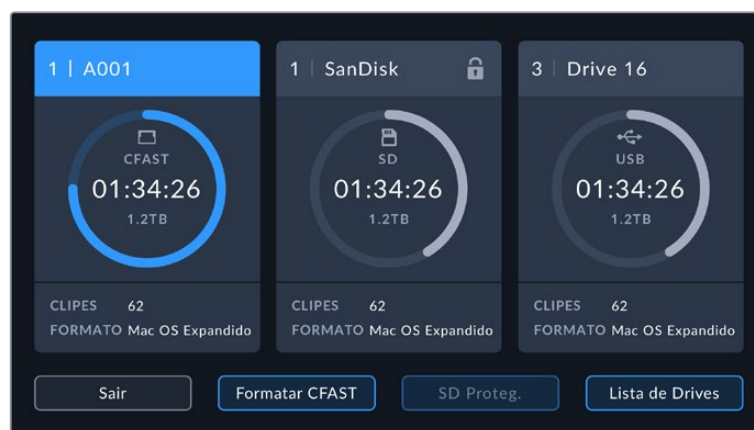 1 | A001
CFAST
01:34:26
1.2TB
CLIPES 62
FORMATO Mac OS Expandido
1 | SanDisk
SD
01:34:26
1.2TB
CLIPES 62
FORMATO Mac OS Expandido
3 | Drive 16
USB
01:34:26
1.2TB
CLIPES 62
FORMATO Mac OS Expandido
Sair
Formatar CFAST
SD Proteg.
Lista de Drives